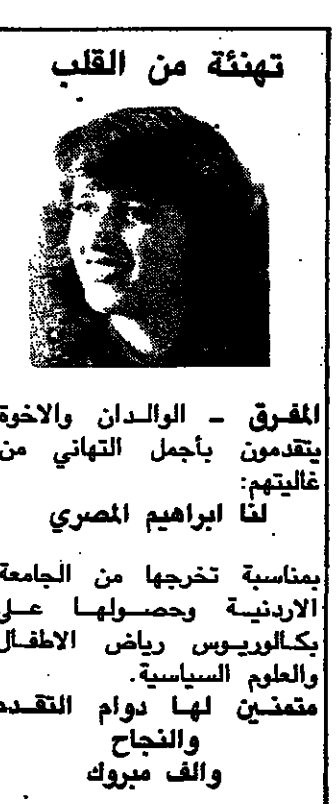 تهنئة من القلب
المفرق - الوالدان والاخوة
يتقدمون بأجمل التهاني من
غاليتهم:
لنا ابراهيم المصري
بمناسبة تخرجها من الجامعة
الاردنية وحصولها على
بكالوريوس رياض الاطفال
والعلوم السياسية.
متمنين لها دوام التقدم
والنجاح
والف مبروك